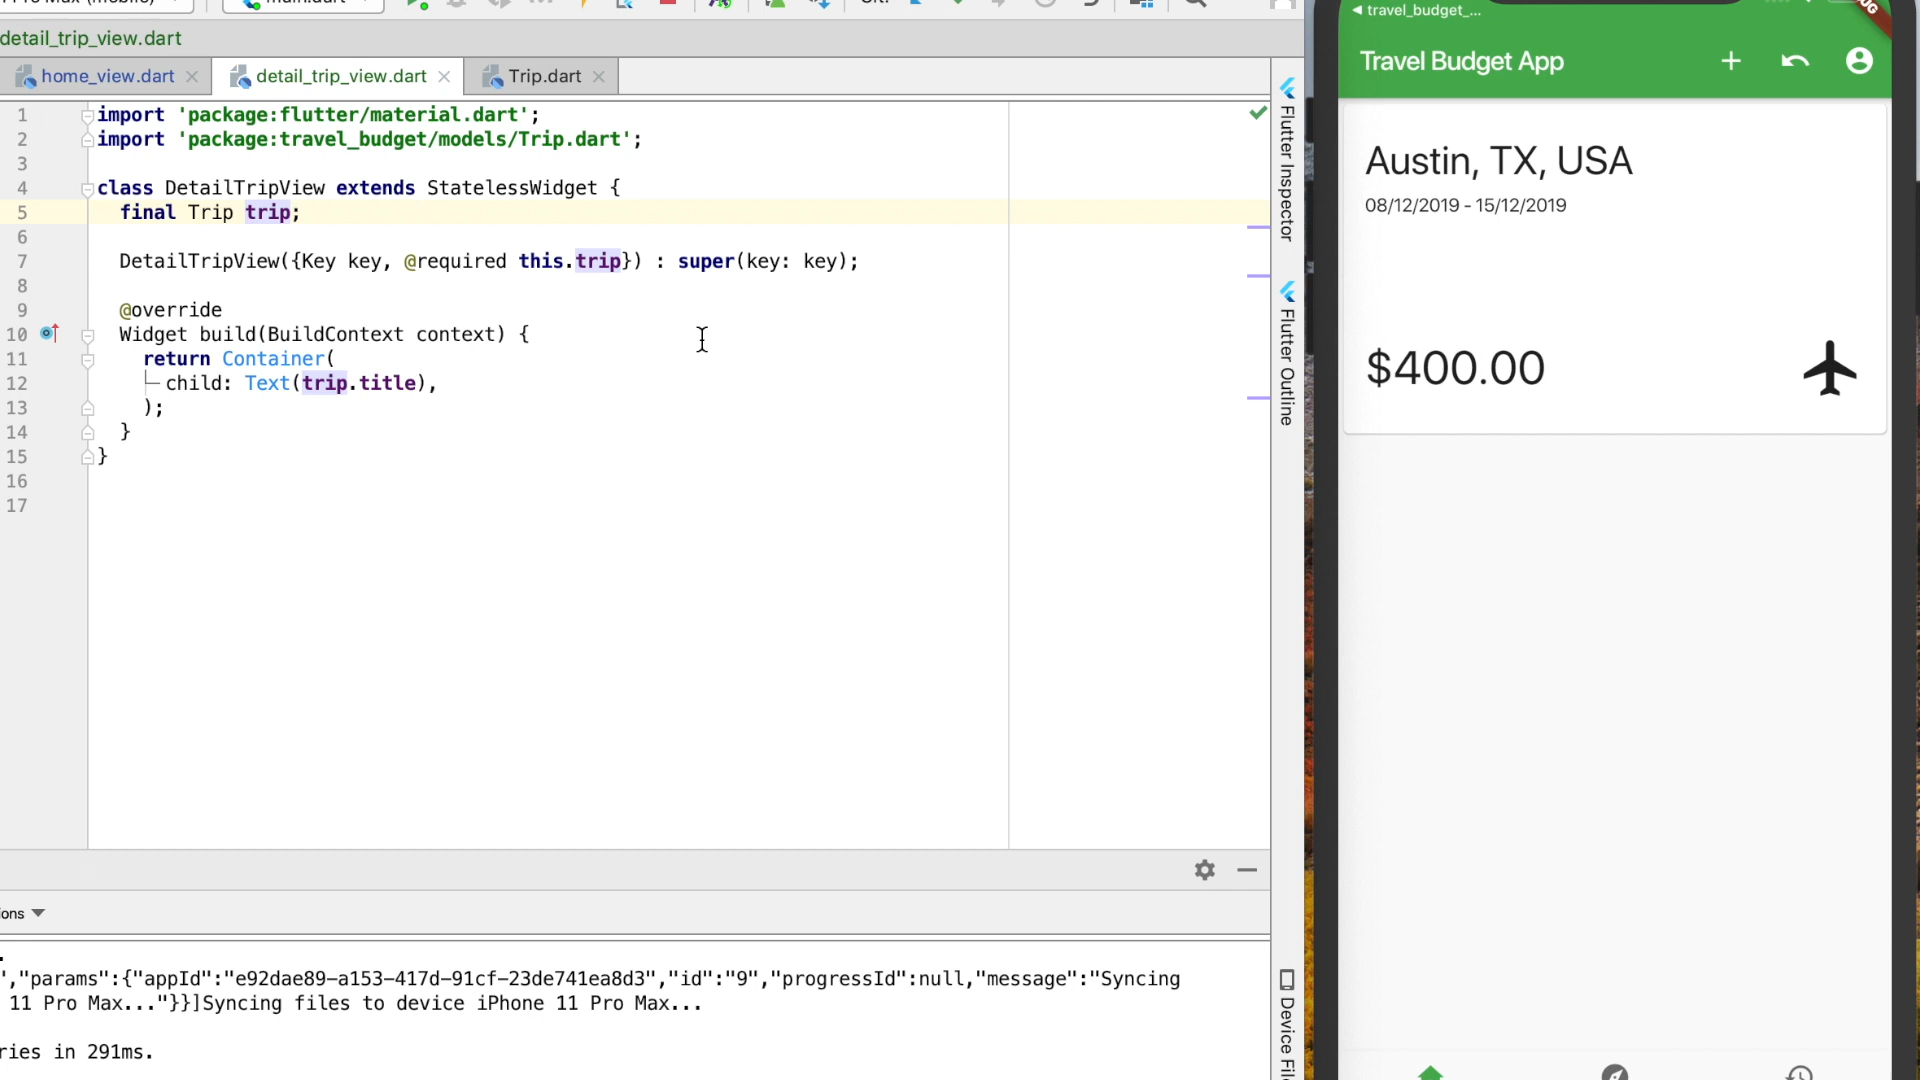 main.dart
Git:
detail_trip_view.dart
home_view.dart
detail_trip_view.dart
Trip.dart
1 import 'package:flutter/material.dart';
2 import 'package:travel_budget/models/Trip.dart';
3
4 class DetailTripView extends StatelessWidget {
5 final Trip trip;
6
7 DetailTripView({Key key, @required this.trip}) : super(key: key);
8
9 @override
10 Widget build(BuildContext context) {
11 return Container(
12 child: Text(trip.title),
13 );
14 }
15 }
16
17
ons
.
","params":{"appId":"e92dae89-a153-417d-91cf-23de741ea8d3","id":"9","progressId":null,"message":"Syncing
11 Pro Max..."}}]Syncing files to device iPhone 11 Pro Max...
ries in 291ms.
Flutter Inspector
Flutter Outline
Device File
travel_budget_...
Travel Budget App
Austin, TX, USA
08/12/2019 - 15/12/2019
$400.00